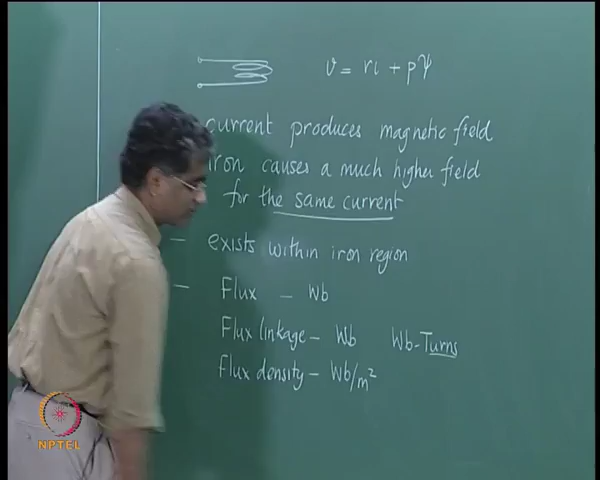 v = ri + pΨ
current produces magnetic field
iron causes a much higher field
for the same current
– exists within iron region
– Flux – Wb
Flux linkage – Wb Wb-Turns
Flux density – Wb/m²
NPTEL